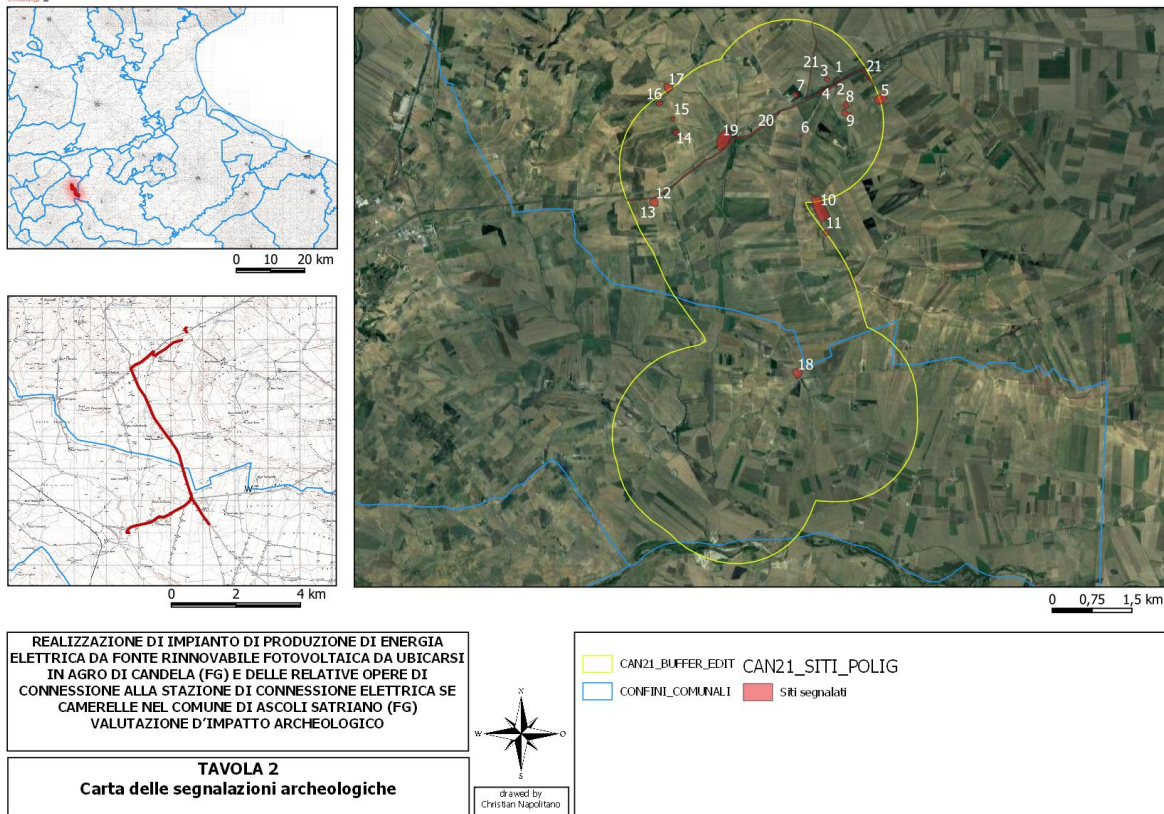 0 10 20 km
0 2 4 km
W
17
16
15
14
19
20
12
13
21
3
1
4
2
7
21
5
8
9
6
10
11
18
0 0,75 1,5 km
REALIZZAZIONE DI IMPIANTO DI PRODUZIONE DI ENERGIA
ELETTRICA DA FONTE RINNOVABILE FOTOVOLTAICA DA UBICARSI
IN AGRO DI CANDELA (FG) E DELLE RELATIVE OPERE DI
CONNESSIONE ALLA STAZIONE DI CONNESSIONE ELETTRICA SE
CAMERELLE NEL COMUNE DI ASCOLI SATRIANO (FG)
VALUTAZIONE D'IMPATTO ARCHEOLOGICO
TAVOLA 2
Carta delle segnalazioni archeologiche
N
W
O
S
drawed by
Christian Napolitano
CAN21_BUFFER_EDIT
CONFINI_COMUNALI
CAN21_SITI_POLIG
Siti segnalati